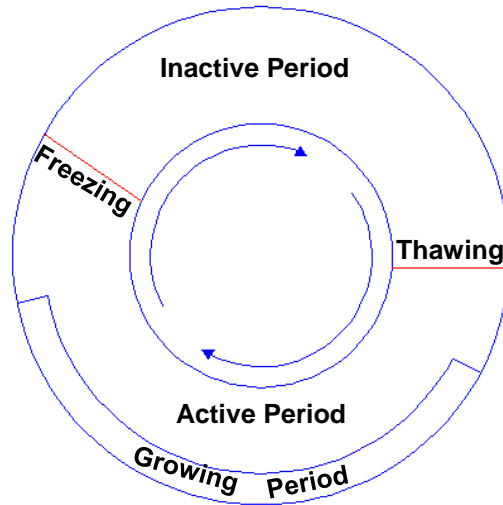 Inactive Period
Freezing
Thawing
Active Period
Growing Period